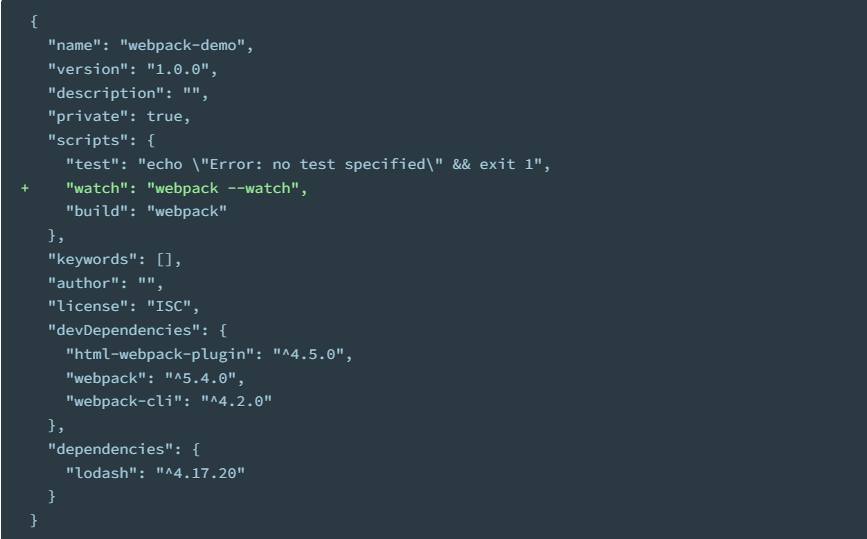 {
  "name": "webpack-demo",
  "version": "1.0.0",
  "description": "",
  "private": true,
  "scripts": {
    "test": "echo \"Error: no test specified\" && exit 1",
+    "watch": "webpack --watch",
    "build": "webpack"
  },
  "keywords": [],
  "author": "",
  "license": "ISC",
  "devDependencies": {
    "html-webpack-plugin": "^4.5.0",
    "webpack": "^5.4.0",
    "webpack-cli": "^4.2.0"
  },
  "dependencies": {
    "lodash": "^4.17.20"
  }
}